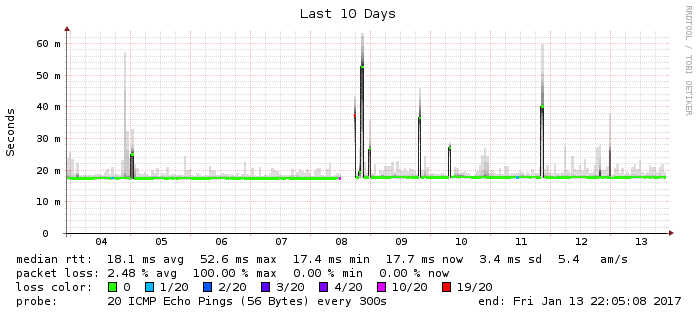 Last 10 Days
RRDTOOL / TOBI OETIKER
Seconds
60 m
50 m
40 m
30 m
20 m
10 m
0
04 05 06 07 08 09 10 11 12 13
median rtt: 18.1 ms avg 52.6 ms max 17.4 ms min 17.7 ms now 3.4 ms sd 5.4 am/s
packet loss: 2.48 % avg 100.00 % max 0.00 % min 0.00 % now
loss color: 0 1/20 2/20 3/20 4/20 10/20 19/20
probe: 20 ICMP Echo Pings (56 Bytes) every 300s end: Fri Jan 13 22:05:08 2017